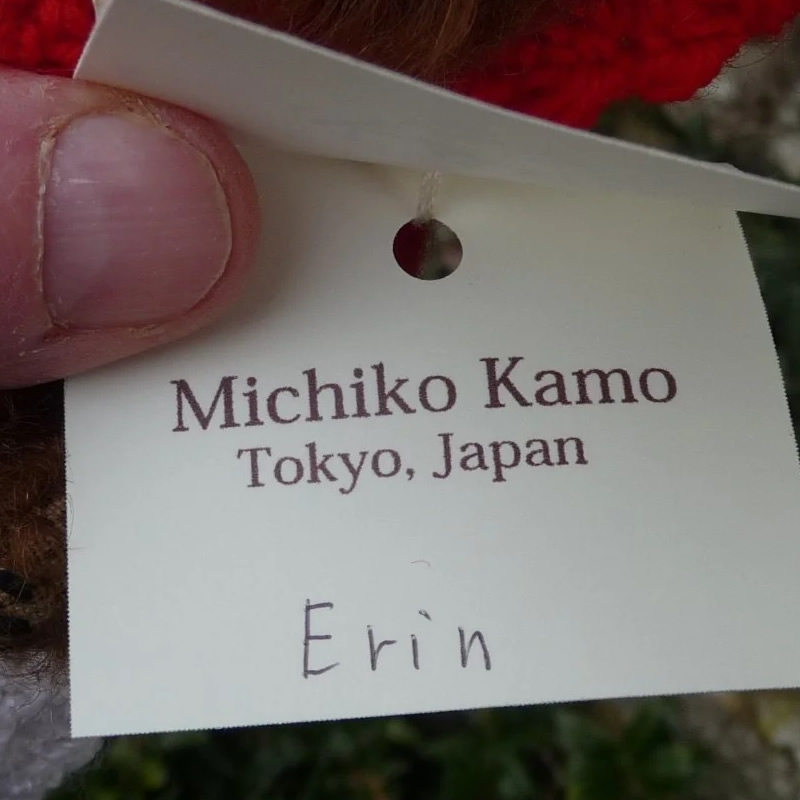 Michiko Kamo
Tokyo, Japan
Erin